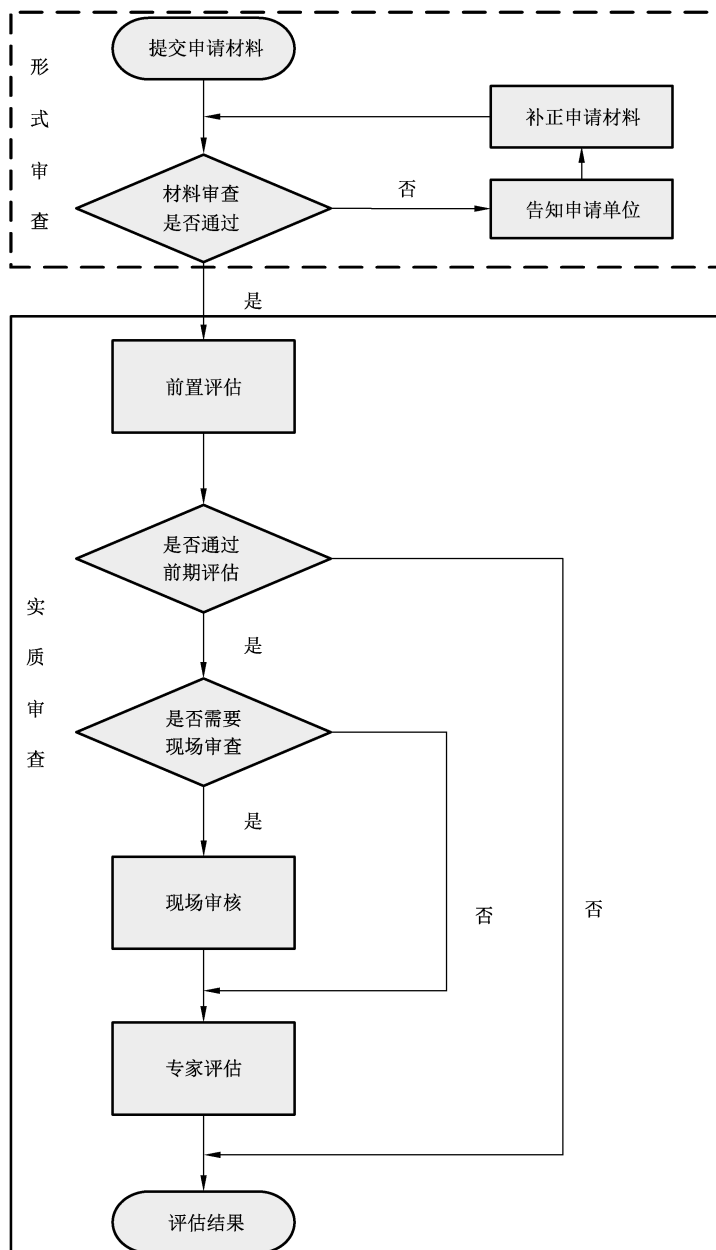 形式审查
提交申请材料
补正申请材料
材料审查
是否通过
否
告知申请单位
是
实质审查
前置评估
是否通过
前期评估
是
是否需要
现场审查
是
现场审核
否
否
专家评估
评估结果